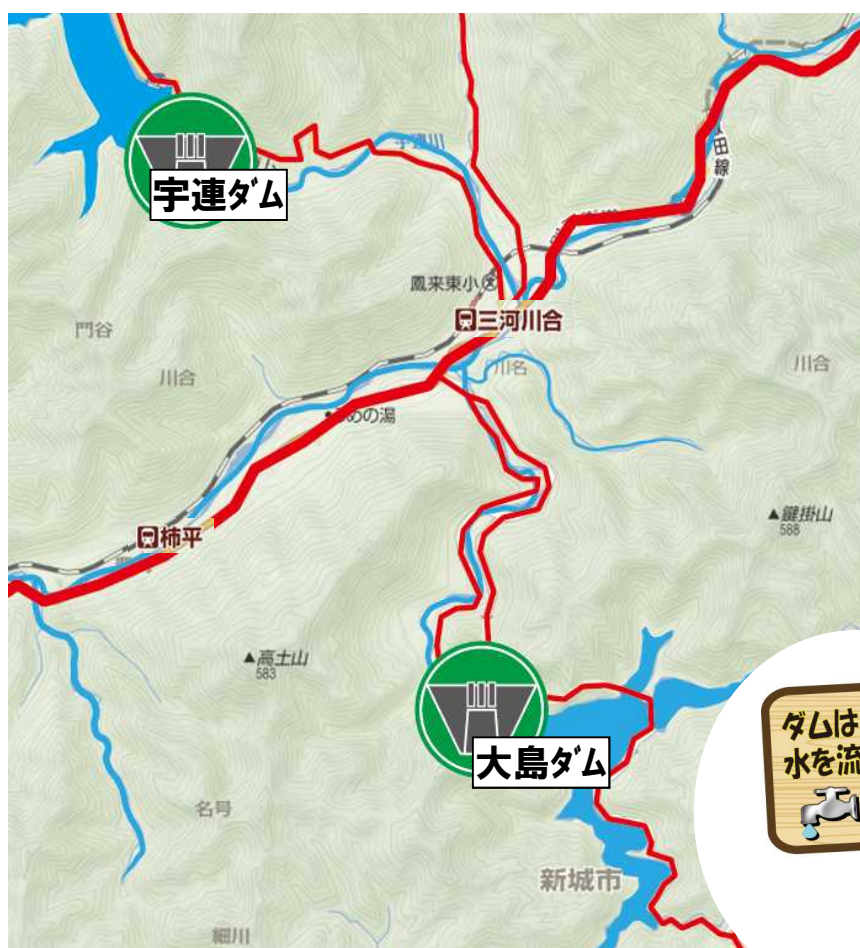 宇連川
宇連ダム
田線
鳳来東小
三河川合
門谷
川合
川名
川合
めの湯
鍵掛山
588
柿平
高土山
583
大島ダム
ダムは
水を流
名号
新城市
細川